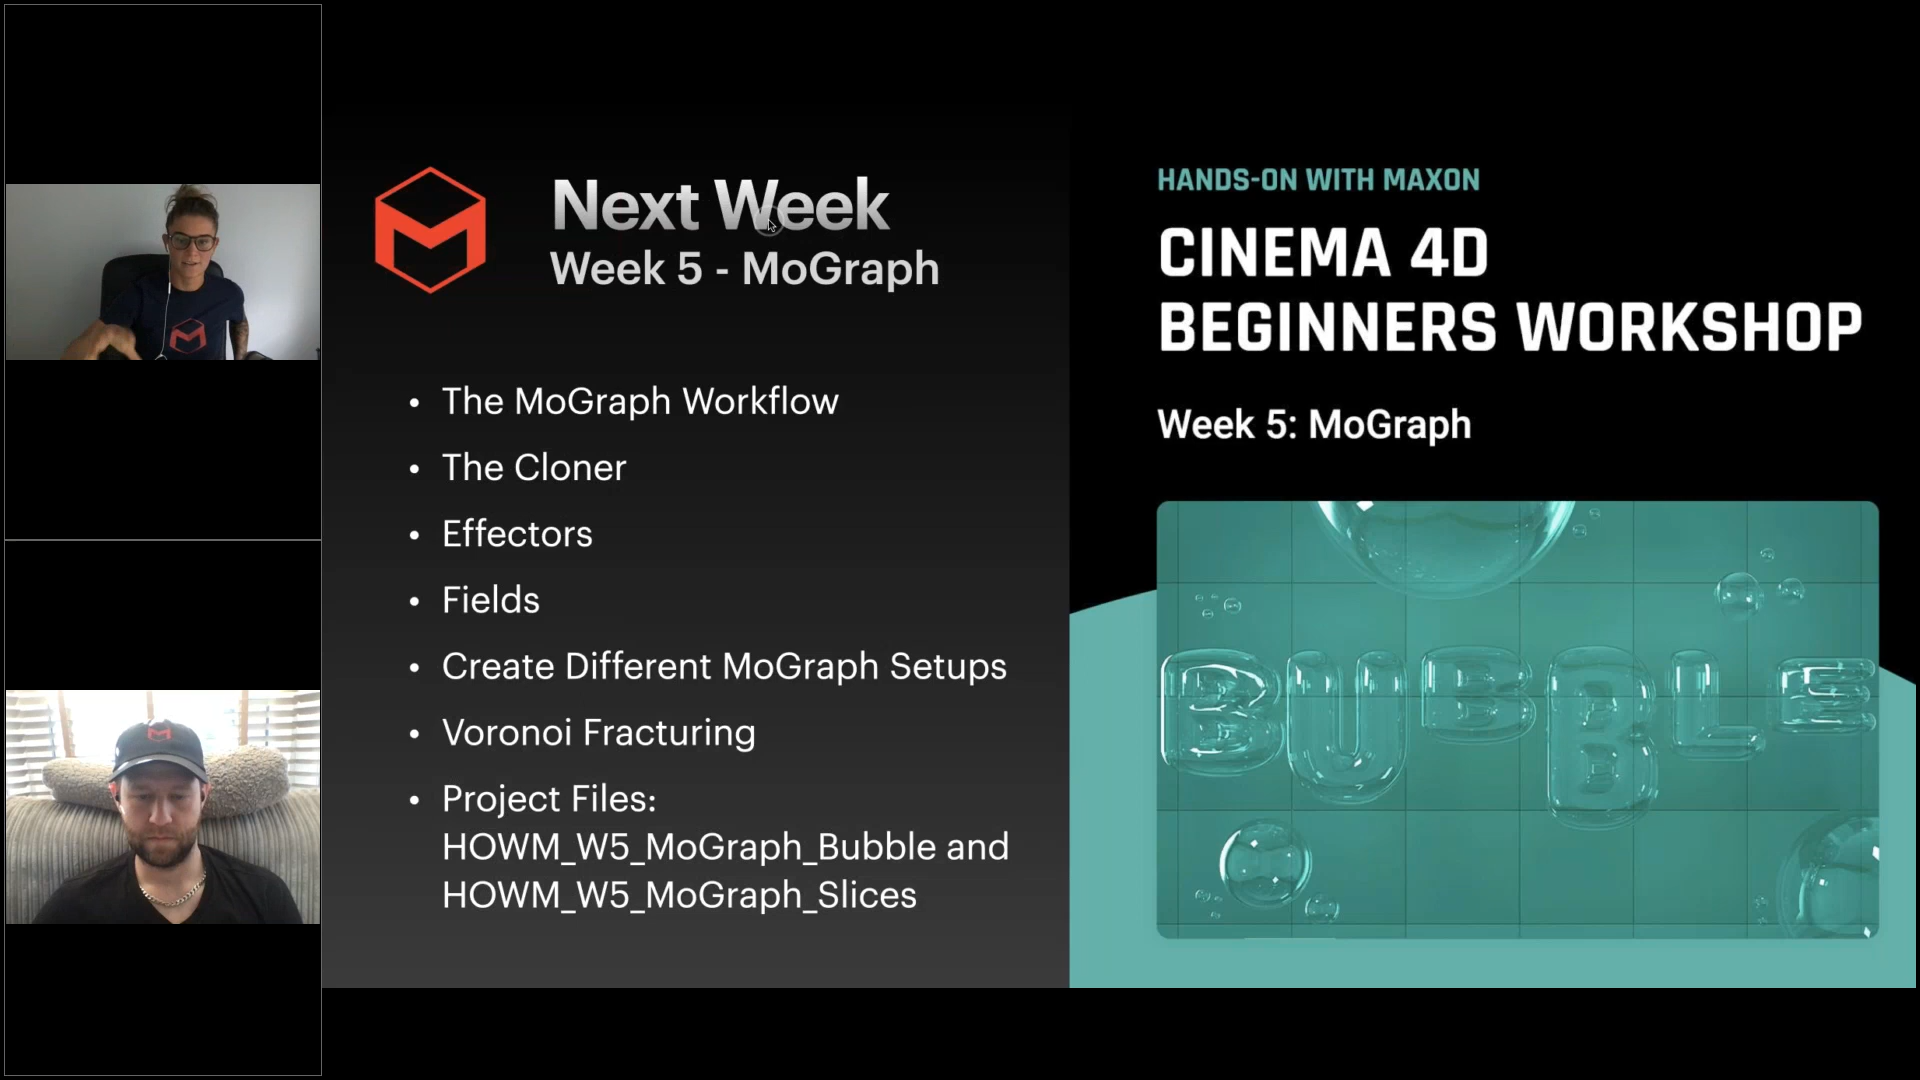 Next Week
Week 5 - MoGraph
• The MoGraph Workflow
• The Cloner
• Effectors
• Fields
• Create Different MoGraph Setups
• Voronoi Fracturing
• Project Files:
HOWM_W5_MoGraph_Bubble and
HOWM_W5_MoGraph_Slices
HANDS-ON WITH MAXON
CINEMA 4D
BEGINNERS WORKSHOP
Week 5: MoGraph
BUBBLE